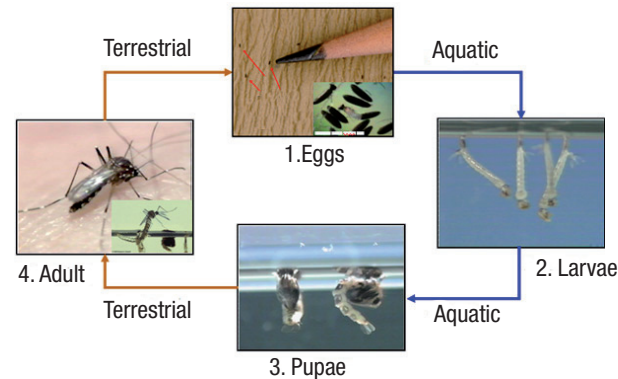 Terrestrial
Aquatic
1.Eggs
4. Adult
2. Larvae
Terrestrial
Aquatic
3. Pupae